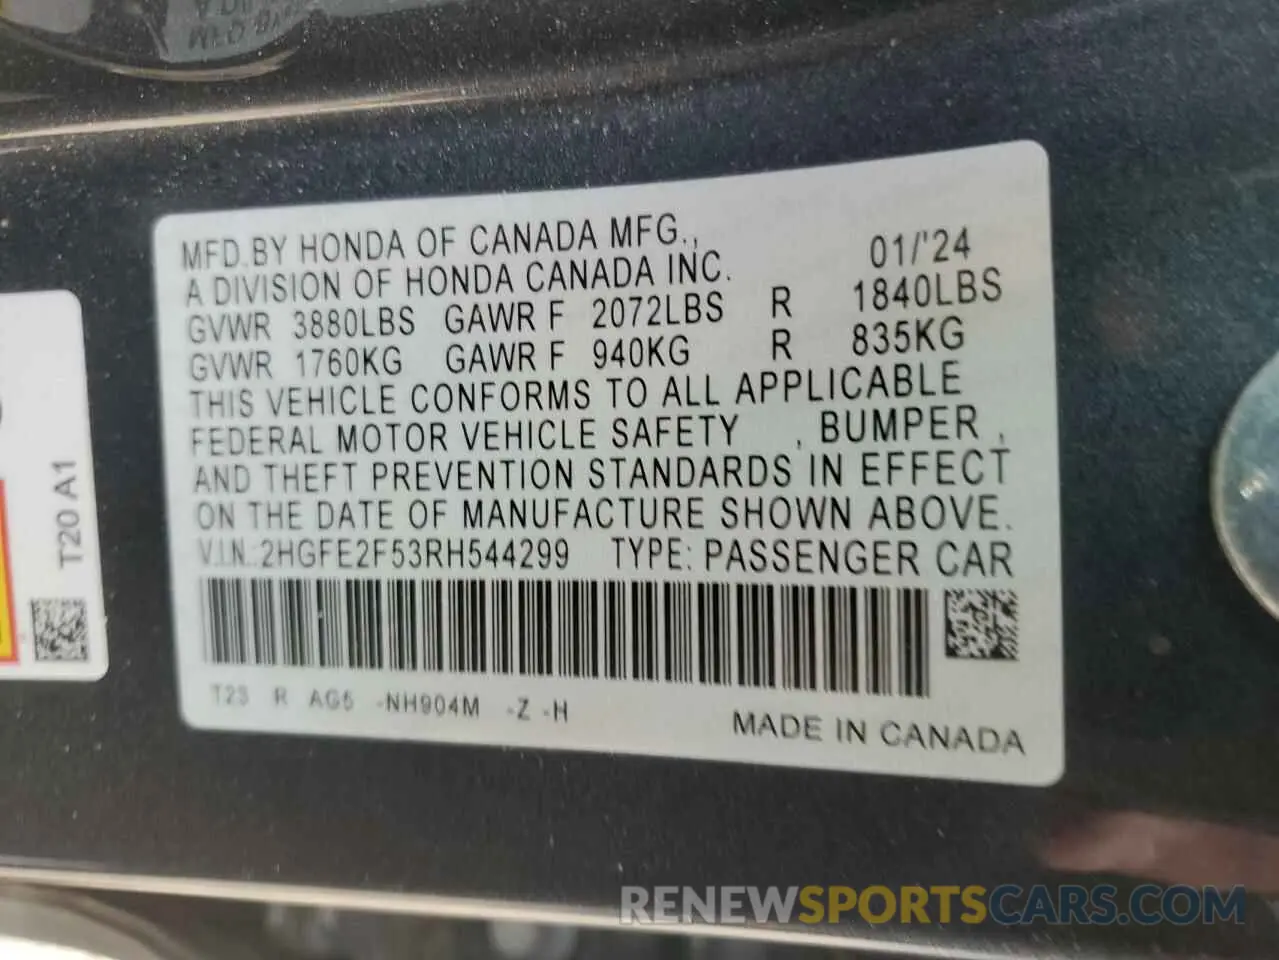 MFD.BY HONDA OF CANADA MFG., 01/'24
A DIVISION OF HONDA CANADA INC.
GVWR 3880LBS GAWR F 2072LBS R 1840LBS
GVWR 1760KG GAWR F 940KG R 835KG
THIS VEHICLE CONFORMS TO ALL APPLICABLE
FEDERAL MOTOR VEHICLE SAFETY , BUMPER ,
AND THEFT PREVENTION STANDARDS IN EFFECT
ON THE DATE OF MANUFACTURE SHOWN ABOVE.
V.I.N.:2HGFE2F53RH544299 TYPE: PASSENGER CAR
T23 R AG5 -NH904M -Z -H
MADE IN CANADA
T20 A1
RENEWSPORTSCARS.COM